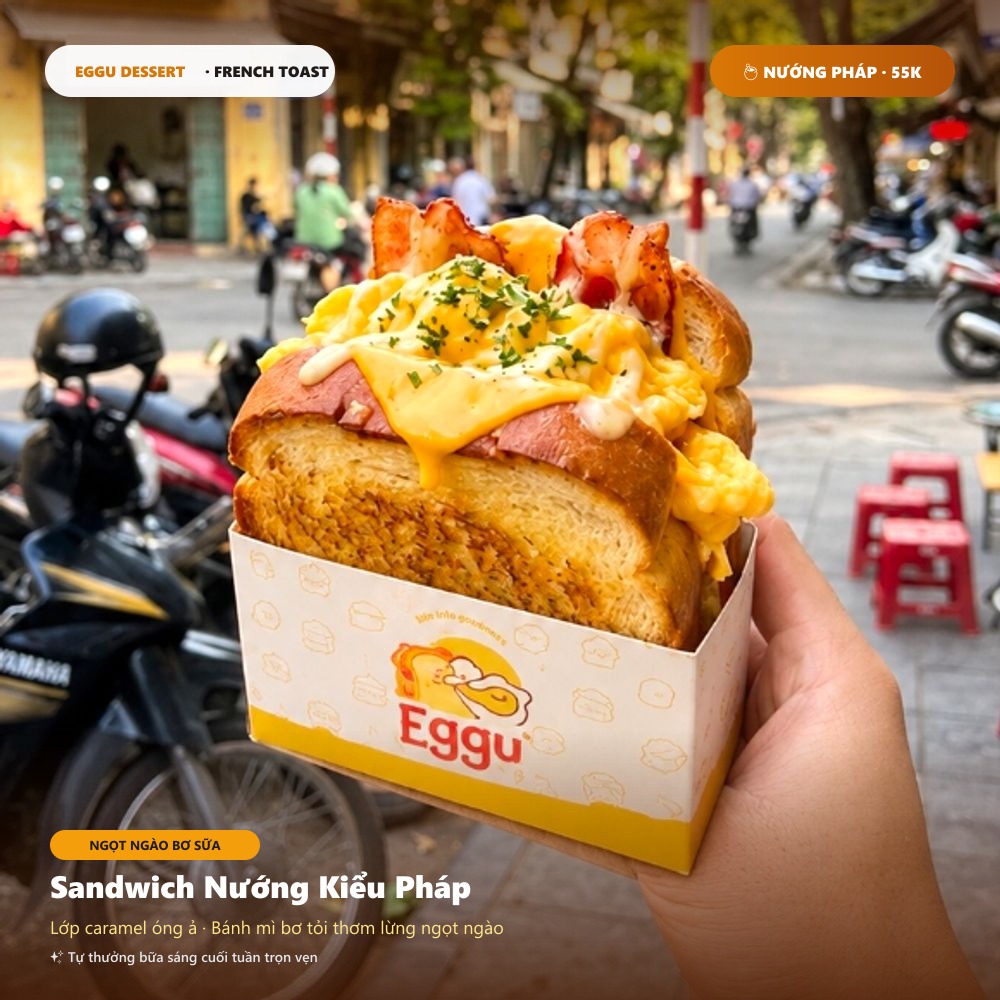 EGGU DESSERT · FRENCH TOAST
NƯỚNG PHÁP · 55K
YAMAHA
bite into goodness
Eggu
NGỌT NGÀO BƠ SỮA
Sandwich Nướng Kiểu Pháp
Lớp caramel óng ả · Bánh mì bơ tỏi thơm lừng ngọt ngào
Tự thưởng bữa sáng cuối tuần trọn vẹn